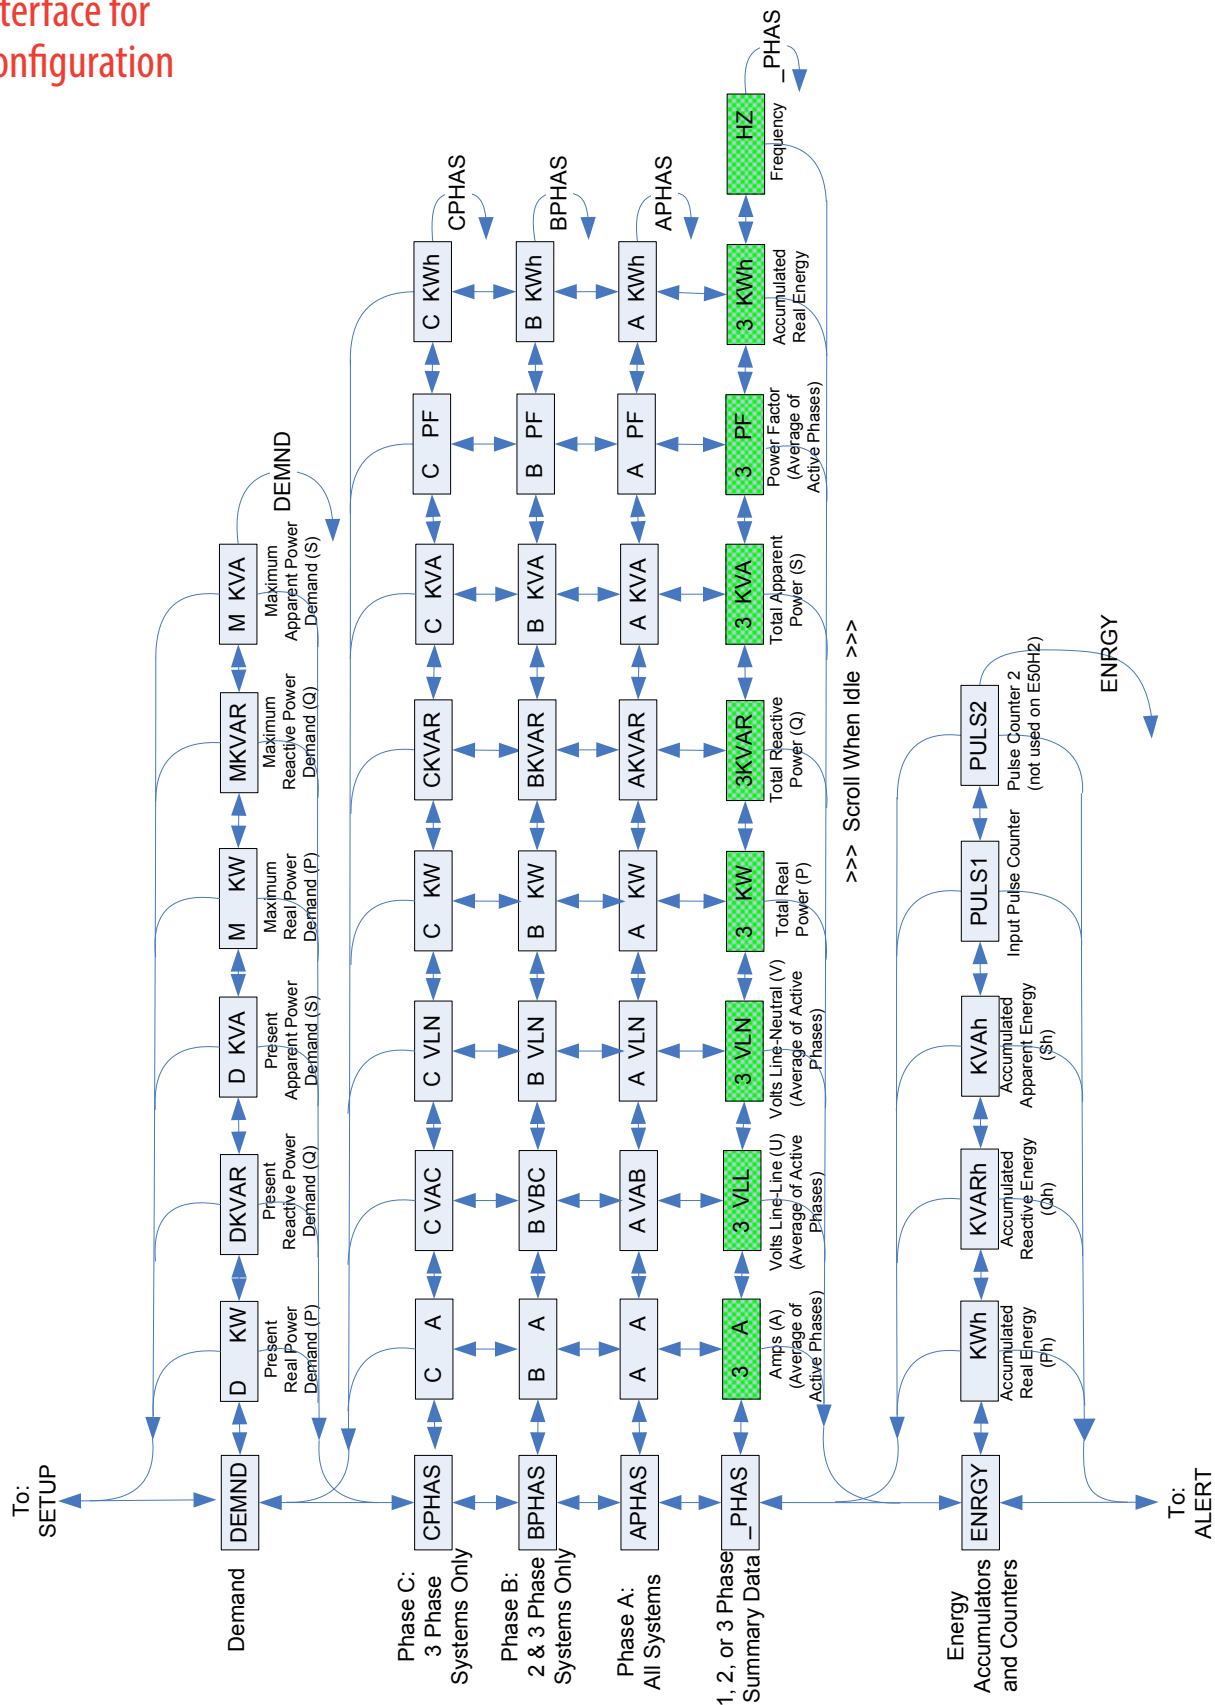 terface for
onfiguration
To:
SETUP
Demand
DEMND
D KW
Present
Real Power
Demand (P)
DKVAR
Present
Reactive Power
Demand (Q)
D KVA
Present
Apparent Power
Demand (S)
M KW
Maximum
Real Power
Demand (P)
MKVAR
Maximum
Reactive Power
Demand (Q)
M KVA
Maximum
Apparent Power
Demand (S)
DEMND
Phase C:
3 Phase
Systems Only
CPHAS
C A
C VAC
C VLN
C KW
CKVAR
C KVA
C PF
C KWh
CPHAS
Phase B:
2 & 3 Phase
Systems Only
BPHAS
B A
B VBC
B VLN
B KW
BKVAR
B KVA
B PF
B KWh
BPHAS
Phase A:
All Systems
APHAS
A A
A VAB
A VLN
A KW
AKVAR
A KVA
A PF
A KWh
APHAS
1, 2, or 3 Phase
Summary Data
_PHAS
3 A
Amps (A)
(Average of
Active Phases)
3 VLL
Volts Line-Line (U)
(Average of Active
Phases)
3 VLN
Volts Line-Neutral (V)
(Average of Active
Phases)
3 KW
Total Real
Power (P)
3KVAR
Total Reactive
Power (Q)
3 KVA
Total Apparent
Power (S)
3 PF
Power Factor
(Average of
Active Phases)
3 KWh
Accumulated
Real Energy
HZ
Frequency
_PHAS
>>> Scroll When Idle >>>
Energy
Accumulators
and Counters
ENRGY
KWh
Accumulated
Real Energy
(Ph)
KVARh
Accumulated
Reactive Energy
(Qh)
KVAh
Accumulated
Apparent Energy
(Sh)
PULS1
Input Pulse Counter
PULS2
Pulse Counter 2
(not used on E50H2)
ENRGY
To:
ALERT